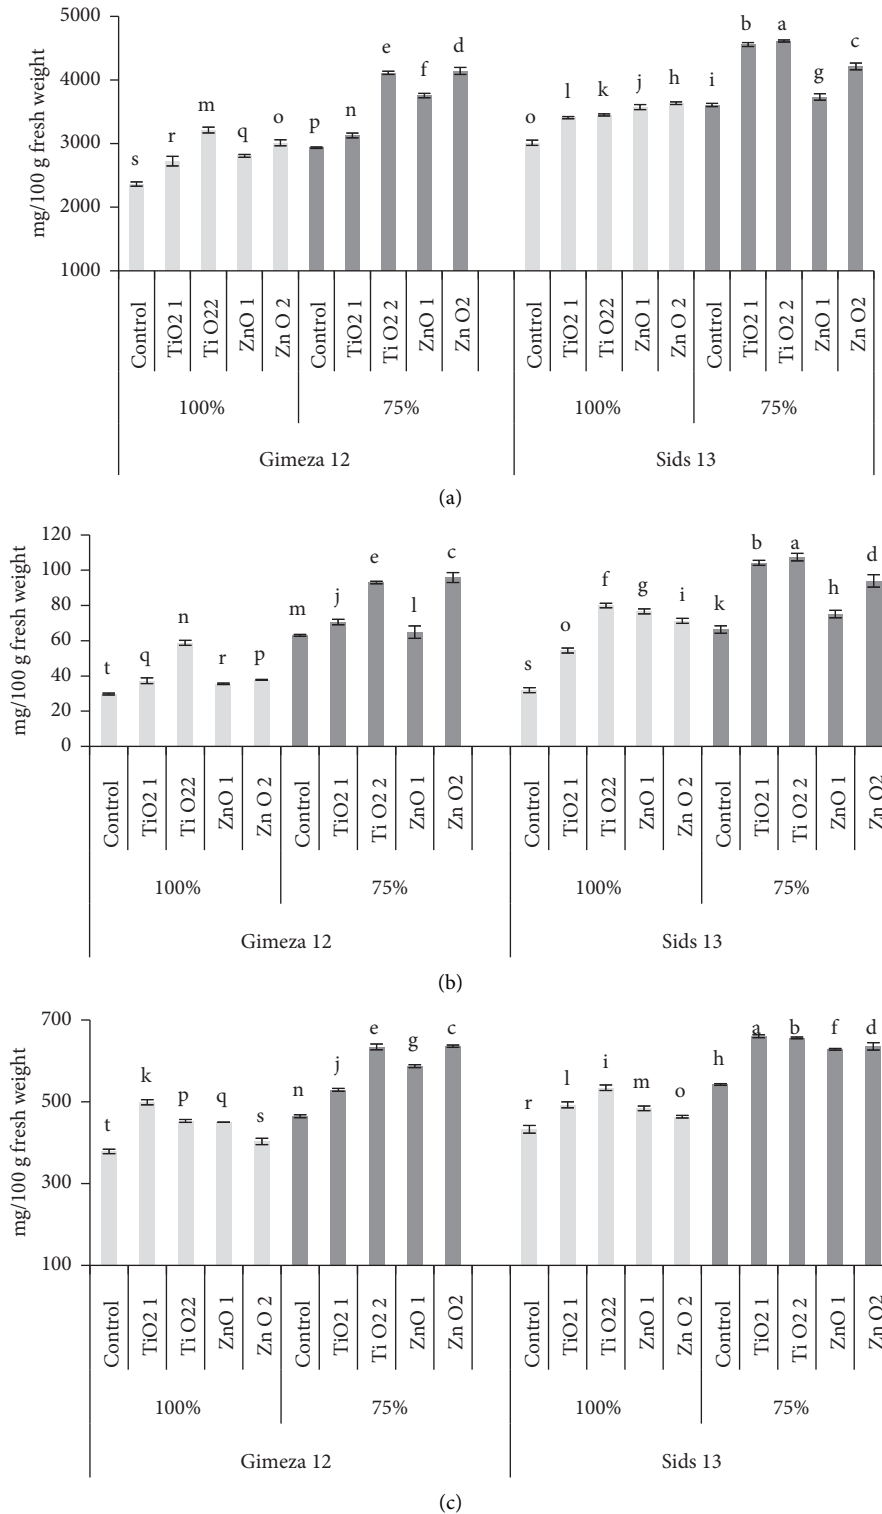 mg/100 g fresh weight
5000
4000
3000
2000
1000
s
r
m
q
o
p
n
e
f
d
o
l
k
j
h
i
b
a
g
c
Control
TiO2 1
Ti O22
ZnO 1
Zn O 2
Control
TiO2 1
Ti O2 2
ZnO 1
Zn O2
Control
TiO2 1
Ti O22
ZnO 1
Zn O 2
Control
TiO2 1
Ti O2 2
ZnO 1
Zn O2
100%
75%
100%
75%
Gimeza 12
Sids 13
(a)
mg/100 g fresh weight
120
100
80
60
40
20
0
t
q
n
r
p
m
j
e
l
c
s
o
f
g
i
k
b
a
h
d
Control
TiO2 1
Ti O22
ZnO 1
Zn O 2
Control
TiO2 1
Ti O2 2
ZnO 1
Zn O2
Control
TiO2 1
Ti O22
ZnO 1
Zn O 2
Control
TiO2 1
Ti O2 2
ZnO 1
Zn O2
100%
75%
100%
75%
Gimeza 12
Sids 13
(b)
mg/100 g fresh weight
700
500
300
100
t
k
p
q
s
n
j
e
g
c
r
l
i
m
o
h
a
b
f
d
Control
TiO2 1
Ti O22
ZnO 1
Zn O 2
Control
TiO2 1
Ti O2 2
ZnO 1
Zn O2
Control
TiO2 1
Ti O22
ZnO 1
Zn O 2
Control
TiO2 1
Ti O2 2
ZnO 1
Zn O2
100%
75%
100%
75%
Gimeza 12
Sids 13
(c)